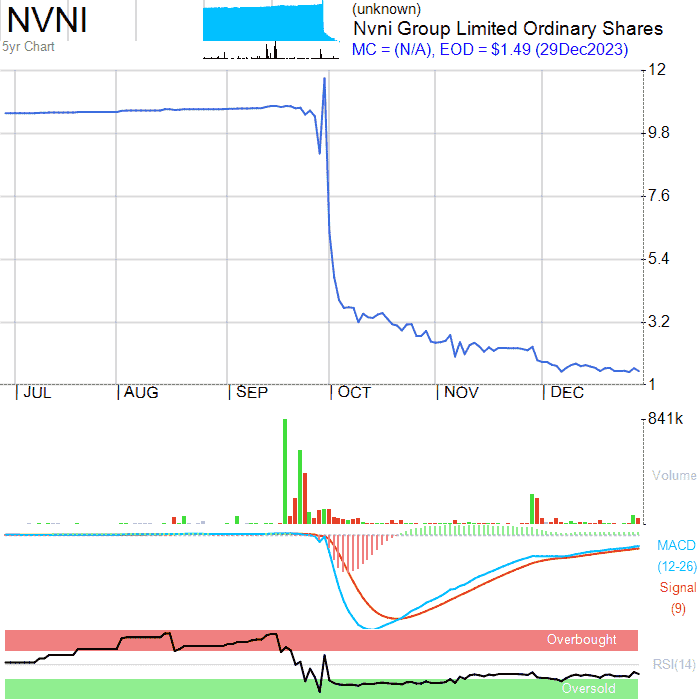 NVNI
5yr Chart
(unknown)
Nvni Group Limited Ordinary Shares
MC = (N/A), EOD = $1.49 (29Dec2023)
12
9.8
7.6
5.4
3.2
1
JUL AUG SEP OCT NOV DEC
841k
Volume
MACD
(12-26)
Signal
(9)
Overbought
RSI(14)
Oversold